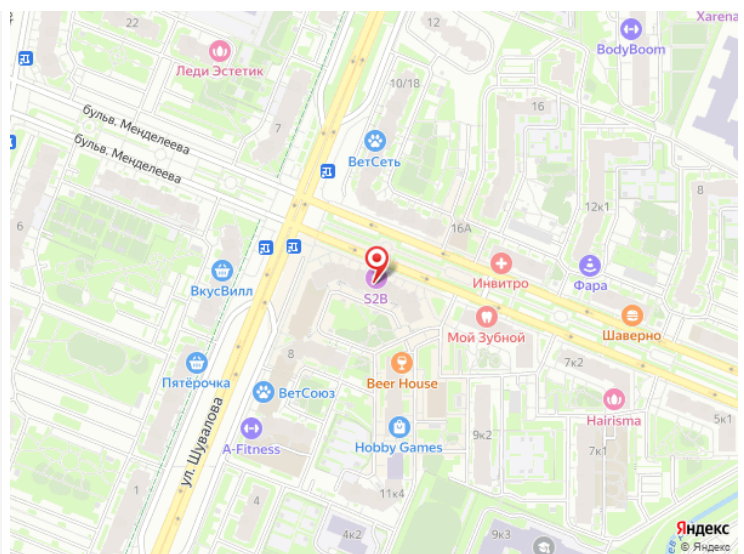 Xarena
12
BodyBoom
Леди Эстетик
10/18
16
бульв. Менделеева
7
бульв. Менделеева
ВетСеть
8
12к1
6
16А
Инвитро
Фара
ВкусВилл
S2B
Мой Зубной
Шаверно
8
7к2
Пятёрочка
ВетСоюз
Beer House
Hairisma
5к1
ул. Шувалова
A-Fitness
Hobby Games
9к2
7к1
1
4
11к4
4к2
9к3
Яндекс
© Яндекс